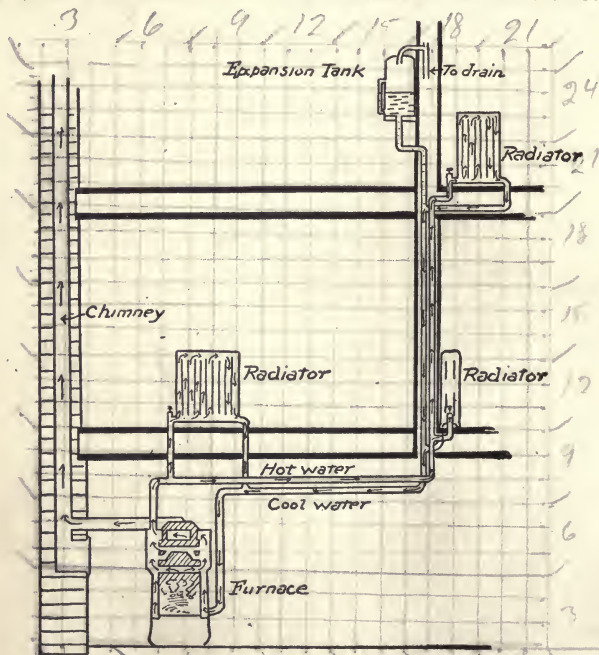 3 6 9 12 15 18 21
Expansion Tank
To drain
24
Radiator
21
18
Chimney
15
Radiator
Radiator
12
9
Hot water
Cool water
6
Furnace
3